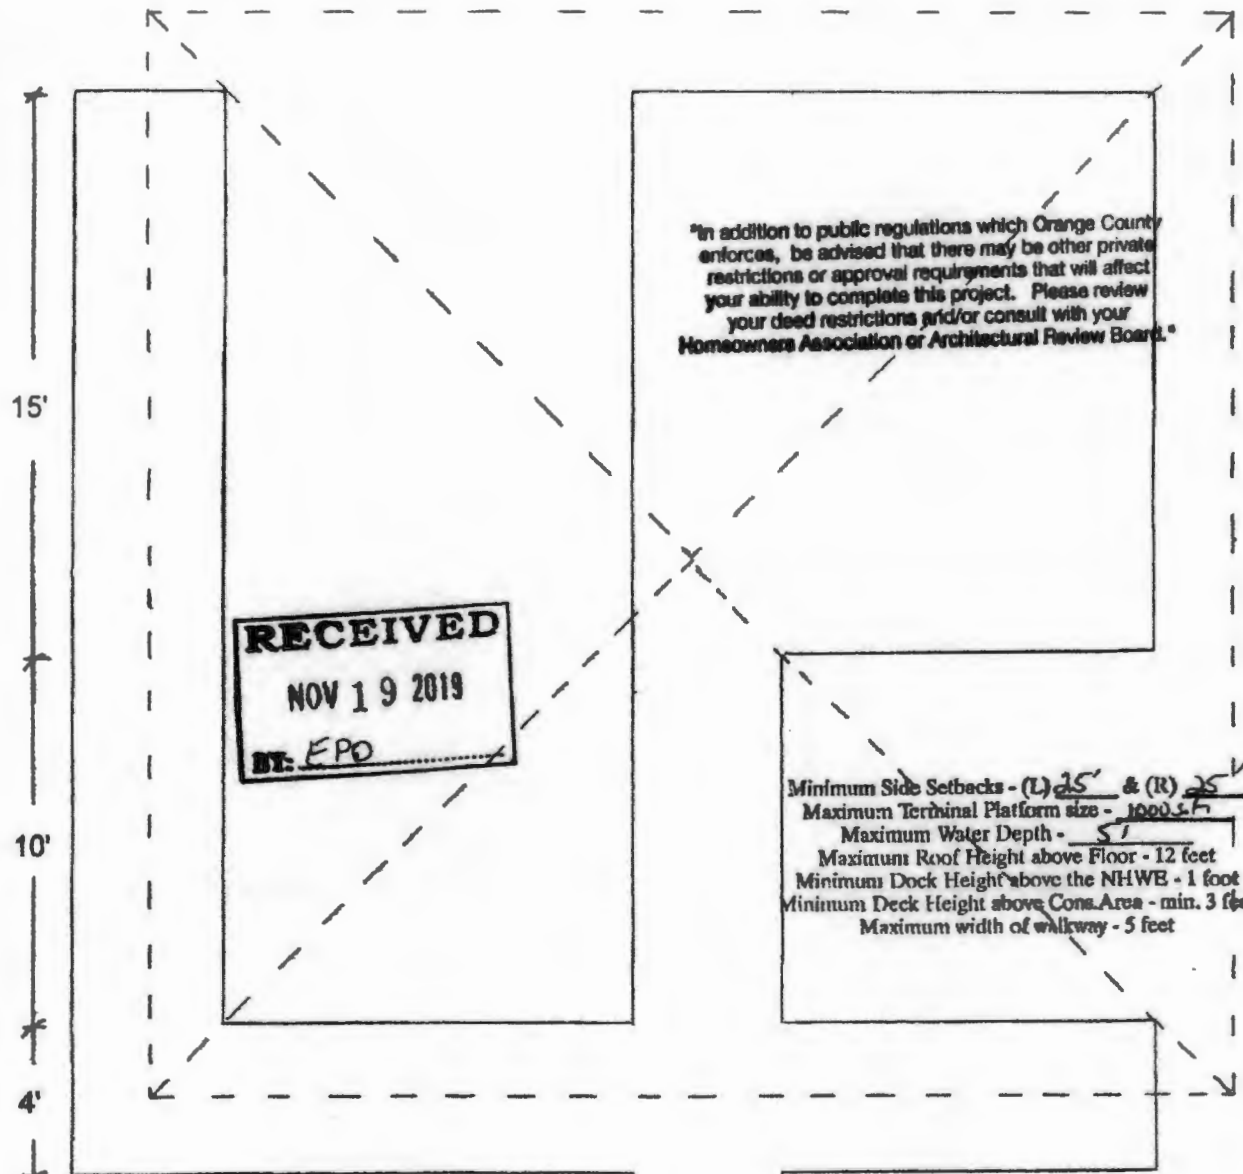 "In addition to public regulations which Orange County
enforces, be advised that there may be other private
restrictions or approval requirements that will affect
your ability to complete this project. Please review
your deed restrictions and/or consult with your
Homeowners Association or Architectural Review Board."
15'
RECEIVED
NOV 19 2019
BY: EPD
Minimum Side Setbacks - (L) 25' & (R) 25'
Maximum Terminal Platform size - 1000 sf
Maximum Water Depth - 5'
Maximum Roof Height above Floor - 12 feet
Minimum Dock Height above the NHWE - 1 foot
Minimum Deck Height above Cons.Area - min. 3 fee
Maximum width of walkway - 5 feet
10'
4'